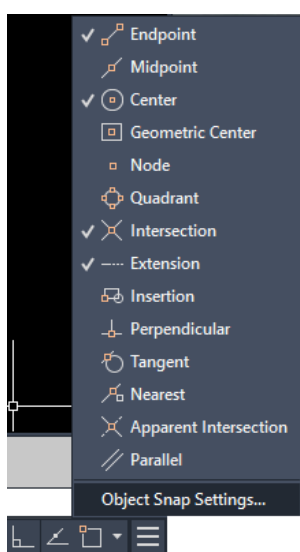 Endpoint
Midpoint
Center
Geometric Center
Node
Quadrant
Intersection
Extension
Insertion
Perpendicular
Tangent
Nearest
Apparent Intersection
Parallel
Object Snap Settings...